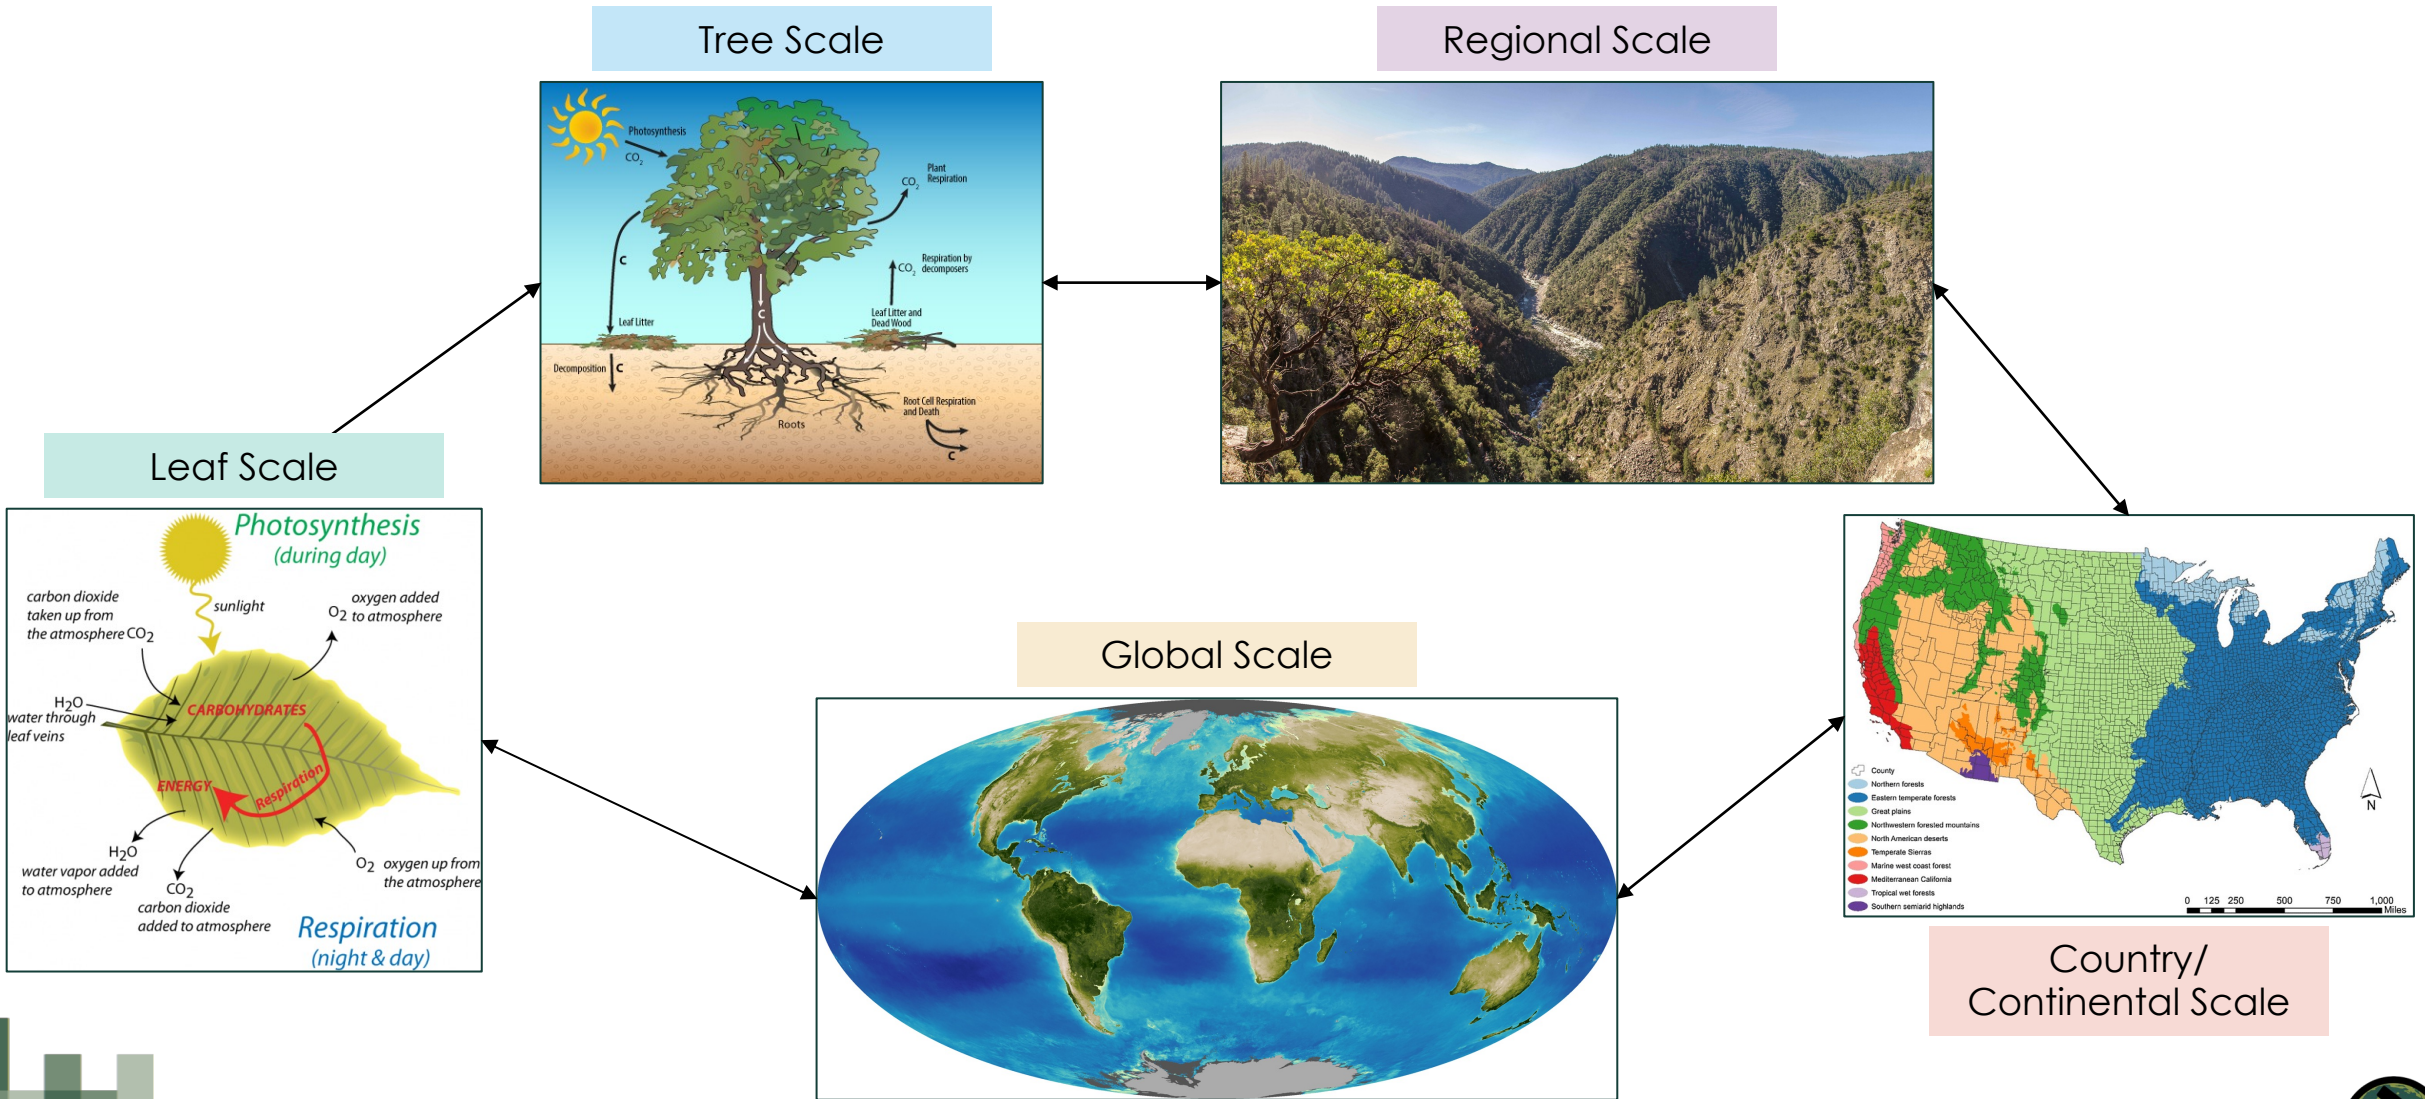 Tree Scale
Photosynthesis
CO2
Plant
Respiration
CO2
C
Respiration by
decomposers
CO2
Leaf Litter
Leaf Litter and
Dead Wood
C
Decomposition
C
Root Cell Respiration
and Death
C
Roots
Regional Scale
Leaf Scale
Photosynthesis
(during day)
sunlight
carbon dioxide
taken up from
the atmosphere CO2
oxygen added
O2 to atmosphere
H2O
water through
leaf veins
CARBOHYDRATES
ENERGY
Respiration
H2O
water vapor added
to atmosphere
CO2
carbon dioxide
added to atmosphere
O2 oxygen up from
the atmosphere
Respiration
(night & day)
Global Scale
County
Northern forests
Eastern temperate forests
Great plains
Northwestern forested mountains
North American deserts
Temperate Sierras
Marine west coast forest
Mediterranean California
Tropical wet forests
Southern semiarid highlands
N
0 125 250 500 750 1,000
Miles
Country/
Continental Scale